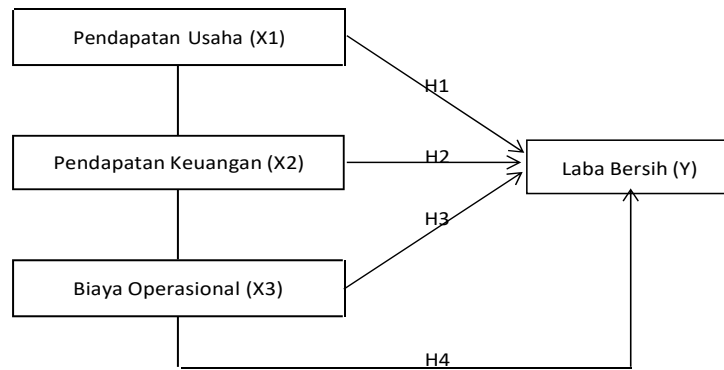 Pendapatan Usaha (X1)
H1
Pendapatan Keuangan (X2)
H2
Laba Bersih (Y)
H3
Biaya Operasional (X3)
H4